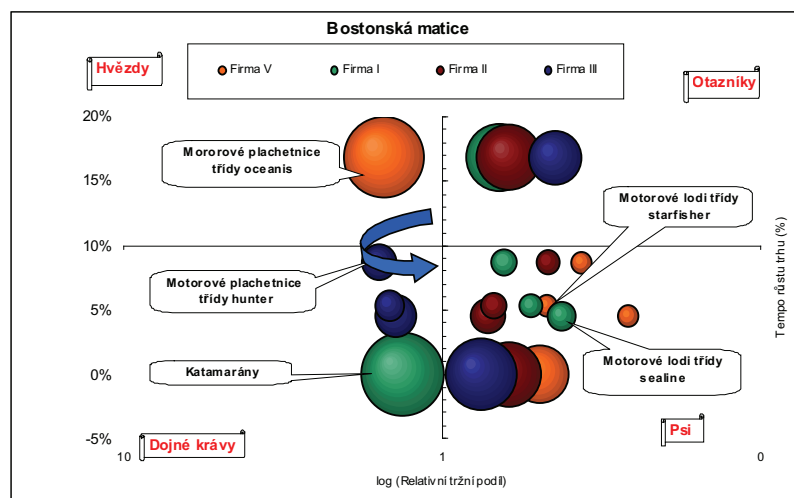 Bostonská matice
Hvězdy
Firma V
Firma I
Firma II
Firma III
Otazníky
20%
15%
10%
5%
0%
-5%
Mororové plachetnice
třídy oceanis
Motorové lodi třídy
starfisher
Motorové plachetnice
třídy hunter
Katamarány
Motorové lodi třídy
sealine
Tempo růstu trhu (%)
Dojné krávy
Psi
10
1
0
log (Relativní tržní podíl)